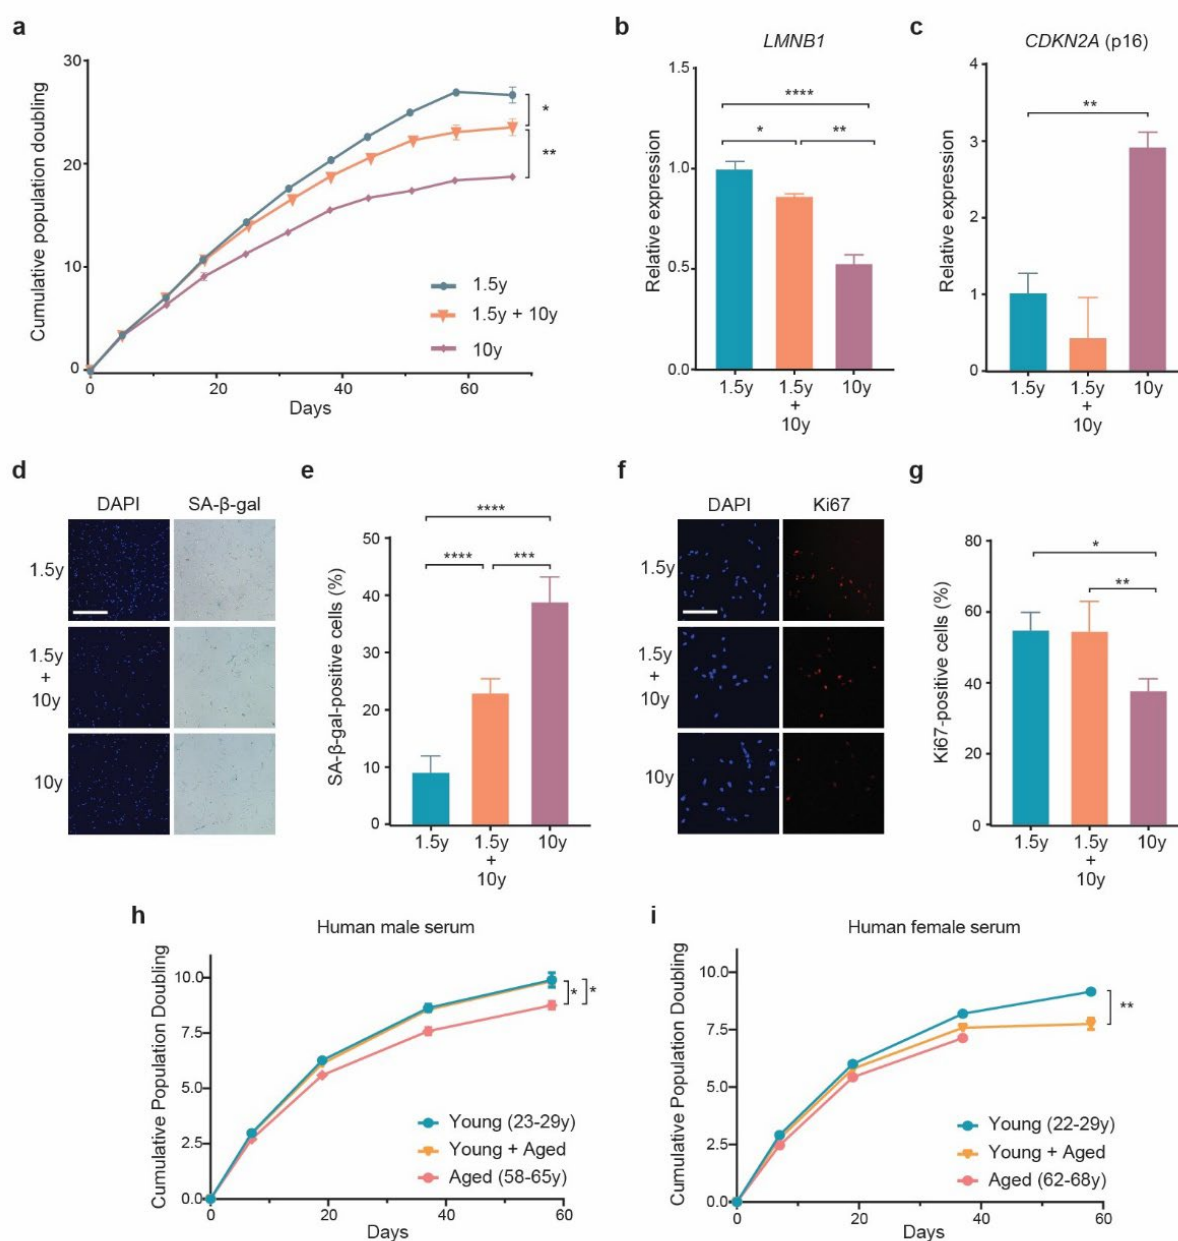 a
Cumulative population doubling
30
20
10
0
0
20
40
60
Days
1.5y
1.5y + 10y
10y
*
**
b
LMNB1
Relative expression
1.5
1.0
0.5
0.0
****
*
**
1.5y
1.5y
+
10y
10y
c
CDKN2A (p16)
Relative expression
4
3
2
1
0
**
1.5y
1.5y
+
10y
10y
d
DAPI
SA-β-gal
1.5y
1.5y
+
10y
10y
e
SA-β-gal-positive cells (%)
50
40
30
20
10
0
****
****
***
1.5y
1.5y
+
10y
10y
f
DAPI
Ki67
1.5y
1.5y
+
10y
10y
g
Ki67-positive cells (%)
80
60
40
20
0
*
**
1.5y
1.5y
+
10y
10y
h
Human male serum
Cumulative Population Doubling
10.0
7.5
5.0
2.5
0.0
0
20
40
60
Days
*
*
Young (23-29y)
Young + Aged
Aged (58-65y)
i
Human female serum
Cumulative Population Doubling
10.0
7.5
5.0
2.5
0.0
0
20
40
60
Days
**
Young (22-29y)
Young + Aged
Aged (62-68y)